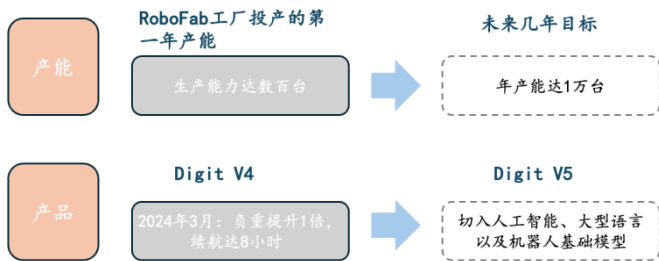 RoboFab工厂投产的第
一年产能
未来几年目标
产能
生产能力达数百台
年产能达1万台
Digit V4
Digit V5
产品
2024年3月：负重提升1倍，
续航达8小时
切入人工智能、大型语言
以及机器人基础模型